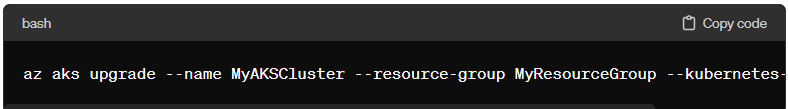 bash
Copy code
az aks upgrade --name MyAKSCluster --resource-group MyResourceGroup --kubernetes-